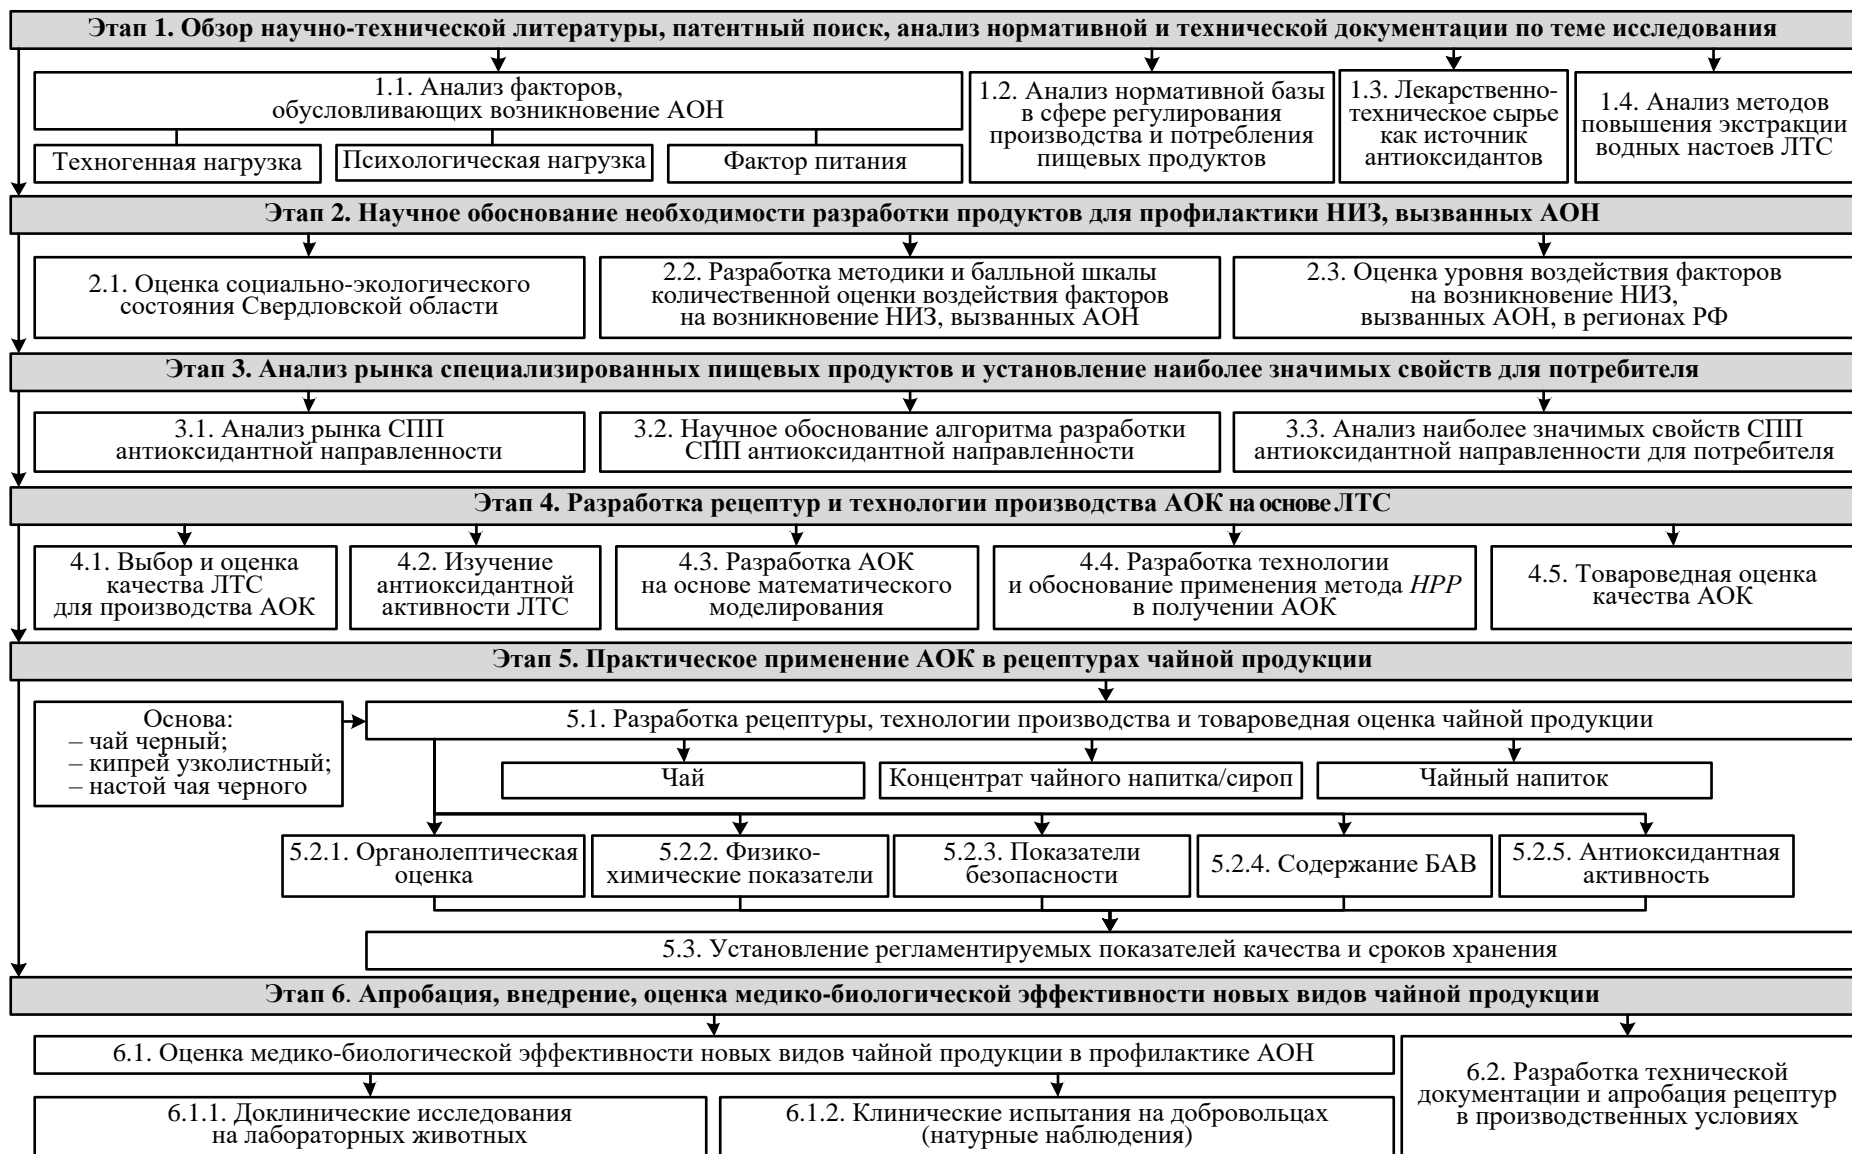 Этап 1. Обзор научно-технической литературы, патентный поиск, анализ нормативной и технической документации по теме исследования
1.1. Анализ факторов,
обусловливающих возникновение АОН
Техногенная нагрузка
Психологическая нагрузка
Фактор питания
1.2. Анализ нормативной базы
в сфере регулирования
производства и потребления
пищевых продуктов
1.3. Лекарственно-
техническое сырье
как источник
антиоксидантов
1.4. Анализ методов
повышения экстракции
водных настоев ЛТС
Этап 2. Научное обоснование необходимости разработки продуктов для профилактики НИЗ, вызванных АОН
2.1. Оценка социально-экологического
состояния Свердловской области
2.2. Разработка методики и балльной шкалы
количественной оценки воздействия факторов
на возникновение НИЗ, вызванных АОН
2.3. Оценка уровня воздействия факторов
на возникновение НИЗ,
вызванных АОН, в регионах РФ
Этап 3. Анализ рынка специализированных пищевых продуктов и установление наиболее значимых свойств для потребителя
3.1. Анализ рынка СПП
антиоксидантной направленности
3.2. Научное обоснование алгоритма разработки
СПП антиоксидантной направленности
3.3. Анализ наиболее значимых свойств СПП
антиоксидантной направленности для потребителя
Этап 4. Разработка рецептур и технологии производства АОК на основе ЛТС
4.1. Выбор и оценка
качества ЛТС
для производства АОК
4.2. Изучение
антиоксидантной
активности ЛТС
4.3. Разработка АОК
на основе математического
моделирования
4.4. Разработка технологии
и обоснование применения метода HPP
в получении АОК
4.5. Товароведная оценка
качества АОК
Этап 5. Практическое применение АОК в рецептурах чайной продукции
Основа:
– чай черный;
– кипрей узколистный;
– настой чая черного
5.1. Разработка рецептуры, технологии производства и товароведная оценка чайной продукции
Чай
Концентрат чайного напитка/сироп
Чайный напиток
5.2.1. Органолептическая
оценка
5.2.2. Физико-
химические показатели
5.2.3. Показатели
безопасности
5.2.4. Содержание БАВ
5.2.5. Антиоксидантная
активность
5.3. Установление регламентируемых показателей качества и сроков хранения
Этап 6. Апробация, внедрение, оценка медико-биологической эффективности новых видов чайной продукции
6.1. Оценка медико-биологической эффективности новых видов чайной продукции в профилактике АОН
6.1.1. Доклинические исследования
на лабораторных животных
6.1.2. Клинические испытания на добровольцах
(натурные наблюдения)
6.2. Разработка технической
документации и апробация рецептур
в производственных условиях